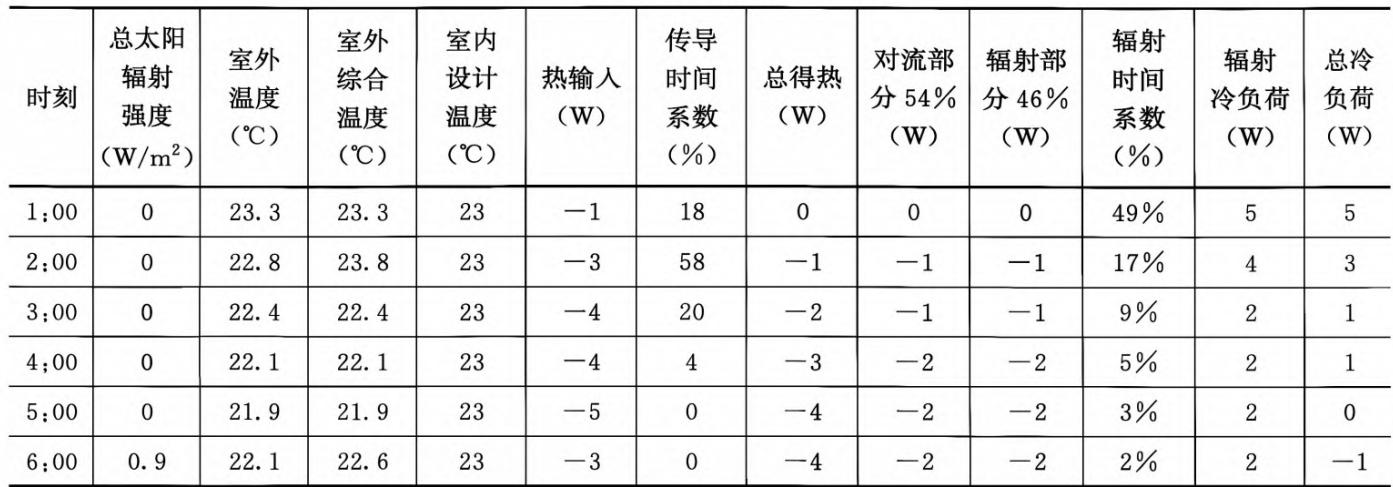 时刻 总太阳辐射强度(W/m²) 室外温度(℃) 室外综合温度(℃) 室内设计温度(℃) 热输入(W) 传导时间系数(%) 总得热(W) 对流部分54%(W) 辐射部分46%(W) 辐射时间系数(%) 辐射冷负荷(W) 总冷负荷(W)
1:00 0 23.3 23.3 23 -1 18 0 0 0 49% 5 5
2:00 0 22.8 23.8 23 -3 58 -1 -1 -1 17% 4 3
3:00 0 22.4 22.4 23 -4 20 -2 -1 -1 9% 2 1
4:00 0 22.1 22.1 23 -4 4 -3 -2 -2 5% 2 1
5:00 0 21.9 21.9 23 -5 0 -4 -2 -2 3% 2 0
6:00 0.9 22.1 22.6 23 -3 0 -4 -2 -2 2% 2 -1